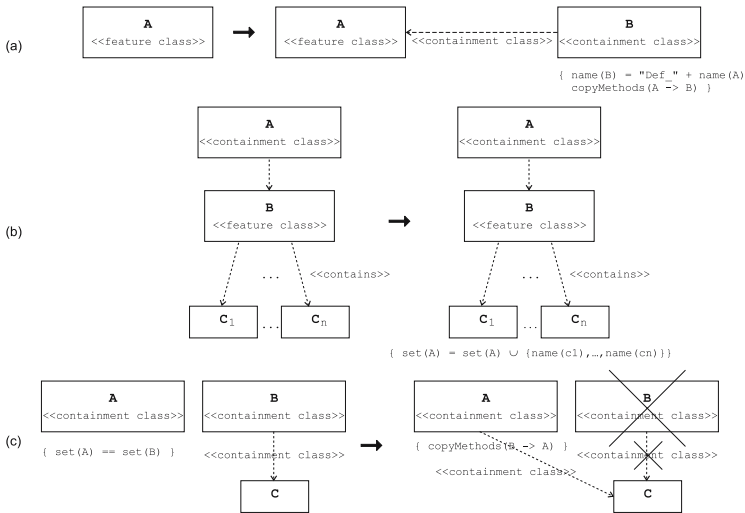 (a)
A
<<feature class>>
A
<<feature class>>
<<containment class>>
B
<<containment class>>
{ name(B) = "Def_" + name(A)
copyMethods(A -> B) }
(b)
A
<<containment class>>
B
<<feature class>>
... <<contains>>
C1 ... Cn
A
<<containment class>>
B
<<feature class>>
... <<contains>>
C1 ... Cn
{ set(A) = set(A) ∪ {name(c1),…,name(cn)}}
(c)
A
<<containment class>>
{ set(A) == set(B) }
B
<<containment class>>
<<containment class>>
C
A
<<containment class>>
{ copyMethods(B -> A) }
<<containment class>>
B
<<containment class>>
<<containment class>>
C